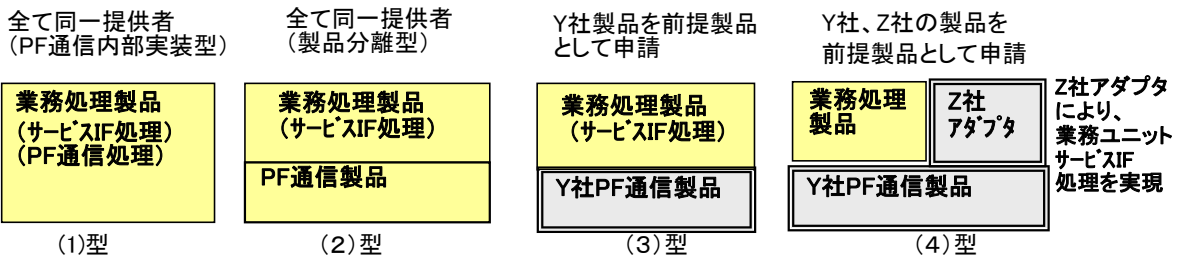 全て同一提供者
(PF通信内部実装型)
業務処理製品
(サービスIF処理)
(PF通信処理)
(1)型
全て同一提供者
(製品分離型)
業務処理製品
(サービスIF処理)
PF通信製品
(2)型
Y社製品を前提製品
として申請
業務処理製品
(サービスIF処理)
Y社PF通信製品
(3)型
Y社、Z社の製品を
前提製品として申請
業務処理
製品
Z社
アダプタ
Y社PF通信製品
Z社アダプタ
により、
業務ユニット
サービスIF
処理を実現
(4)型